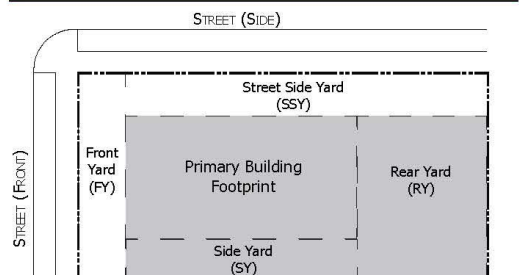 STREET (SIDE)
Street Side Yard
(SSY)
Front
Yard
(FY)
Primary Building
Footprint
Rear Yard
(RY)
STREET (FRONT)
Side Yard
(SY)